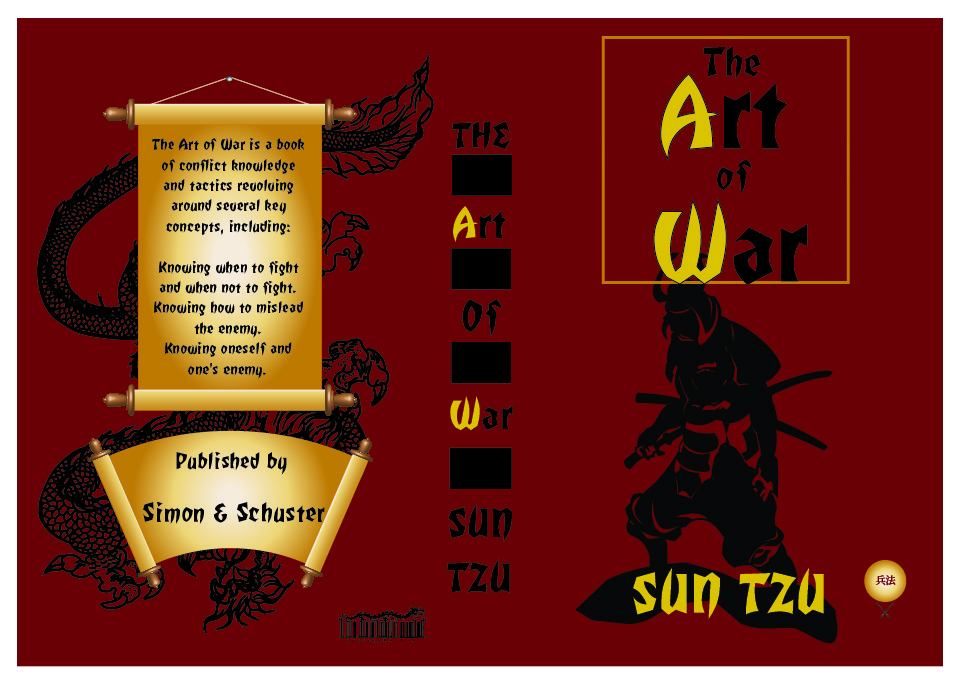 The Art of War is a book
of conflict knowledge
and tactics revolving
around several key
concepts, including:
Knowing when to fight
and when not to fight.
Knowing how to mislead
the enemy.
Knowing oneself and
one's enemy.
Published by
Simon & Schuster
THE
Art
Of
War
SUN
TZU
The
Art
of
War
SUN TZU
兵法